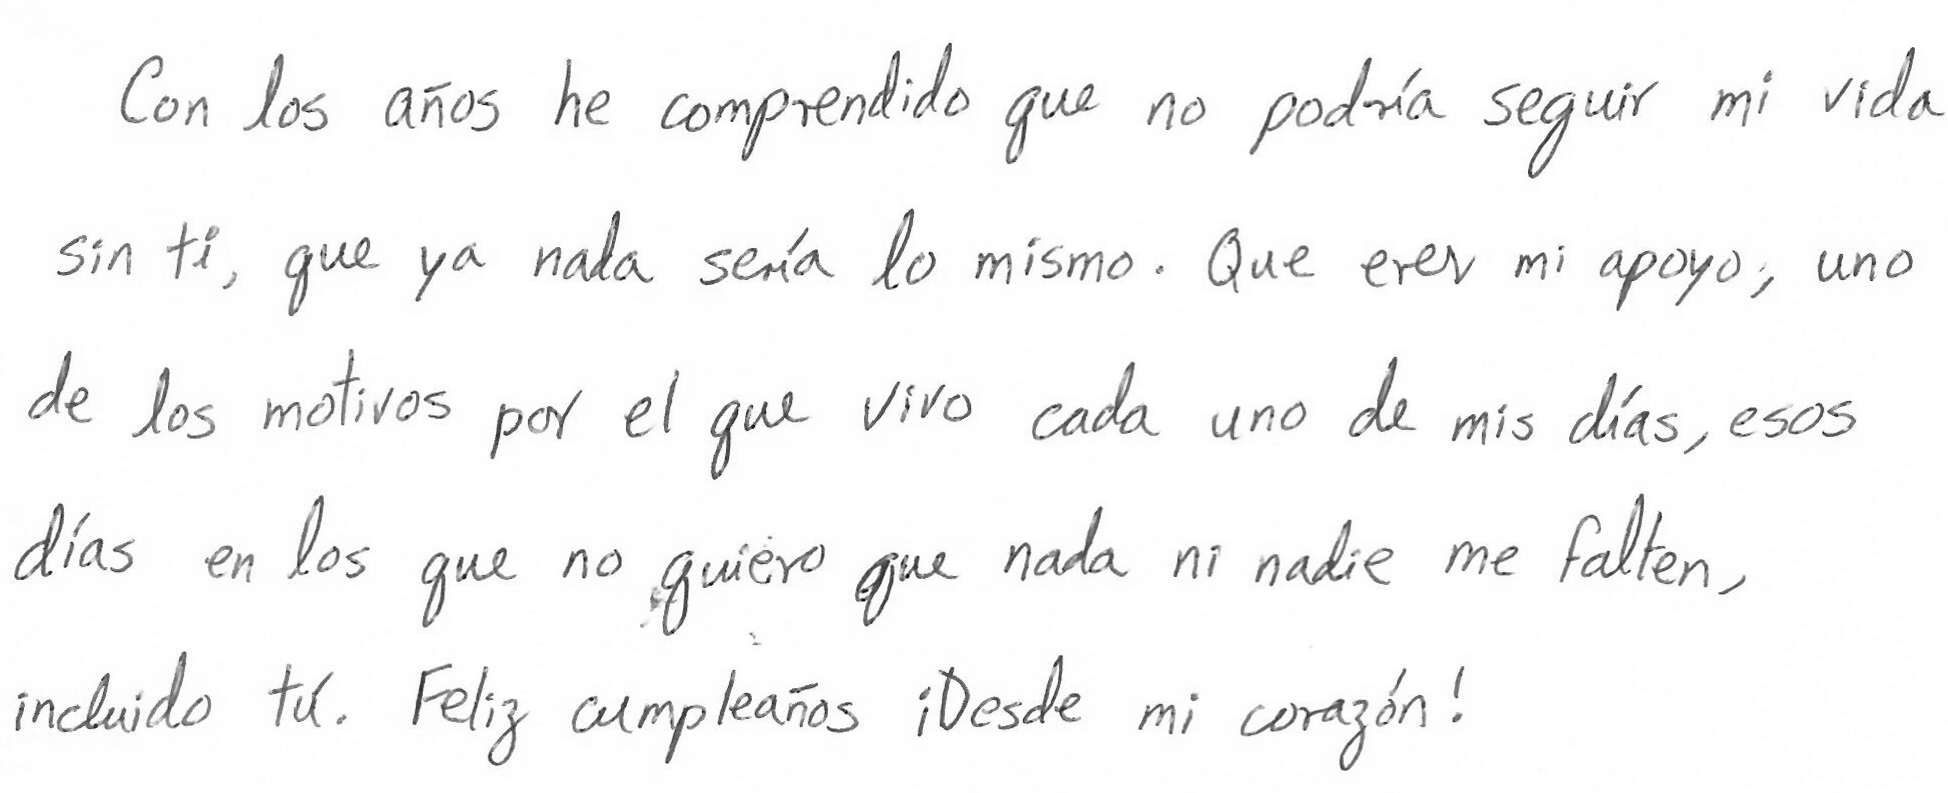 Con los años he comprendido que no podría seguir mi vida
sin ti, que ya nada sería lo mismo. Que eres mi apoyo, uno
de los motivos por el que vivo cada uno de mis días, esos
días en los que no quiero que nada ni nadie me falten,
incluido tú. Feliz cumpleaños ¡Desde mi corazón!